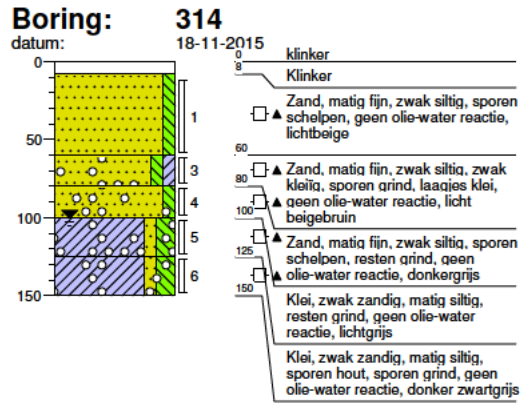 Boring: 314
datum: 18-11-2015
0
50
100
150
1
3
4
5
6
0
8
60
80
100
125
150
klinker
Klinker
Zand, matig fijn, zwak siltig, sporen
schelpen, geen olie-water reactie,
lichtbeige
Zand, matig fijn, zwak siltig, zwak
kleiïg, sporen grind, laagjes klei,
geen olie-water reactie, licht
beigebruin
Zand, matig fijn, zwak siltig, sporen
schelpen, resten grind, geen
olie-water reactie, donkergrijs
Klei, zwak zandig, matig siltig,
resten grind, geen olie-water
reactie, lichtgrijs
Klei, zwak zandig, matig siltig,
sporen hout, sporen grind, geen
olie-water reactie, donker zwartgrijs